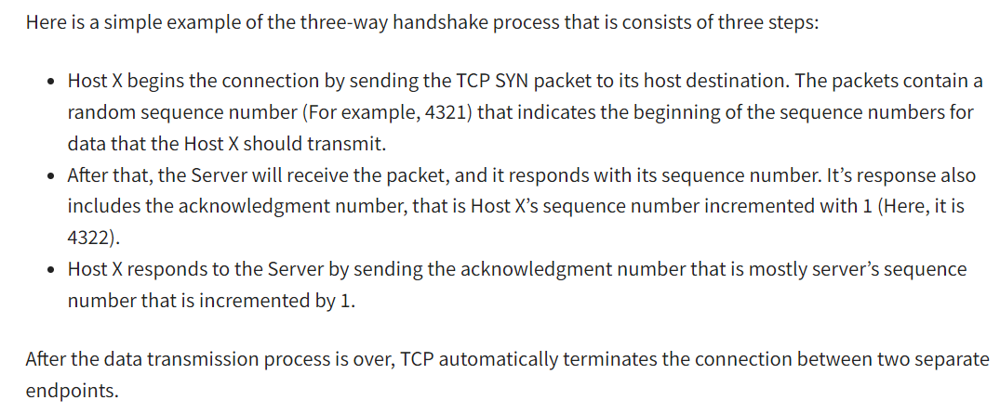 Here is a simple example of the three-way handshake process that is consists of three steps:
• Host X begins the connection by sending the TCP SYN packet to its host destination. The packets contain a
random sequence number (For example, 4321) that indicates the beginning of the sequence numbers for
data that the Host X should transmit.
• After that, the Server will receive the packet, and it responds with its sequence number. It’s response also
includes the acknowledgment number, that is Host X’s sequence number incremented with 1 (Here, it is
4322).
• Host X responds to the Server by sending the acknowledgment number that is mostly server’s sequence
number that is incremented by 1.
After the data transmission process is over, TCP automatically terminates the connection between two separate
endpoints.